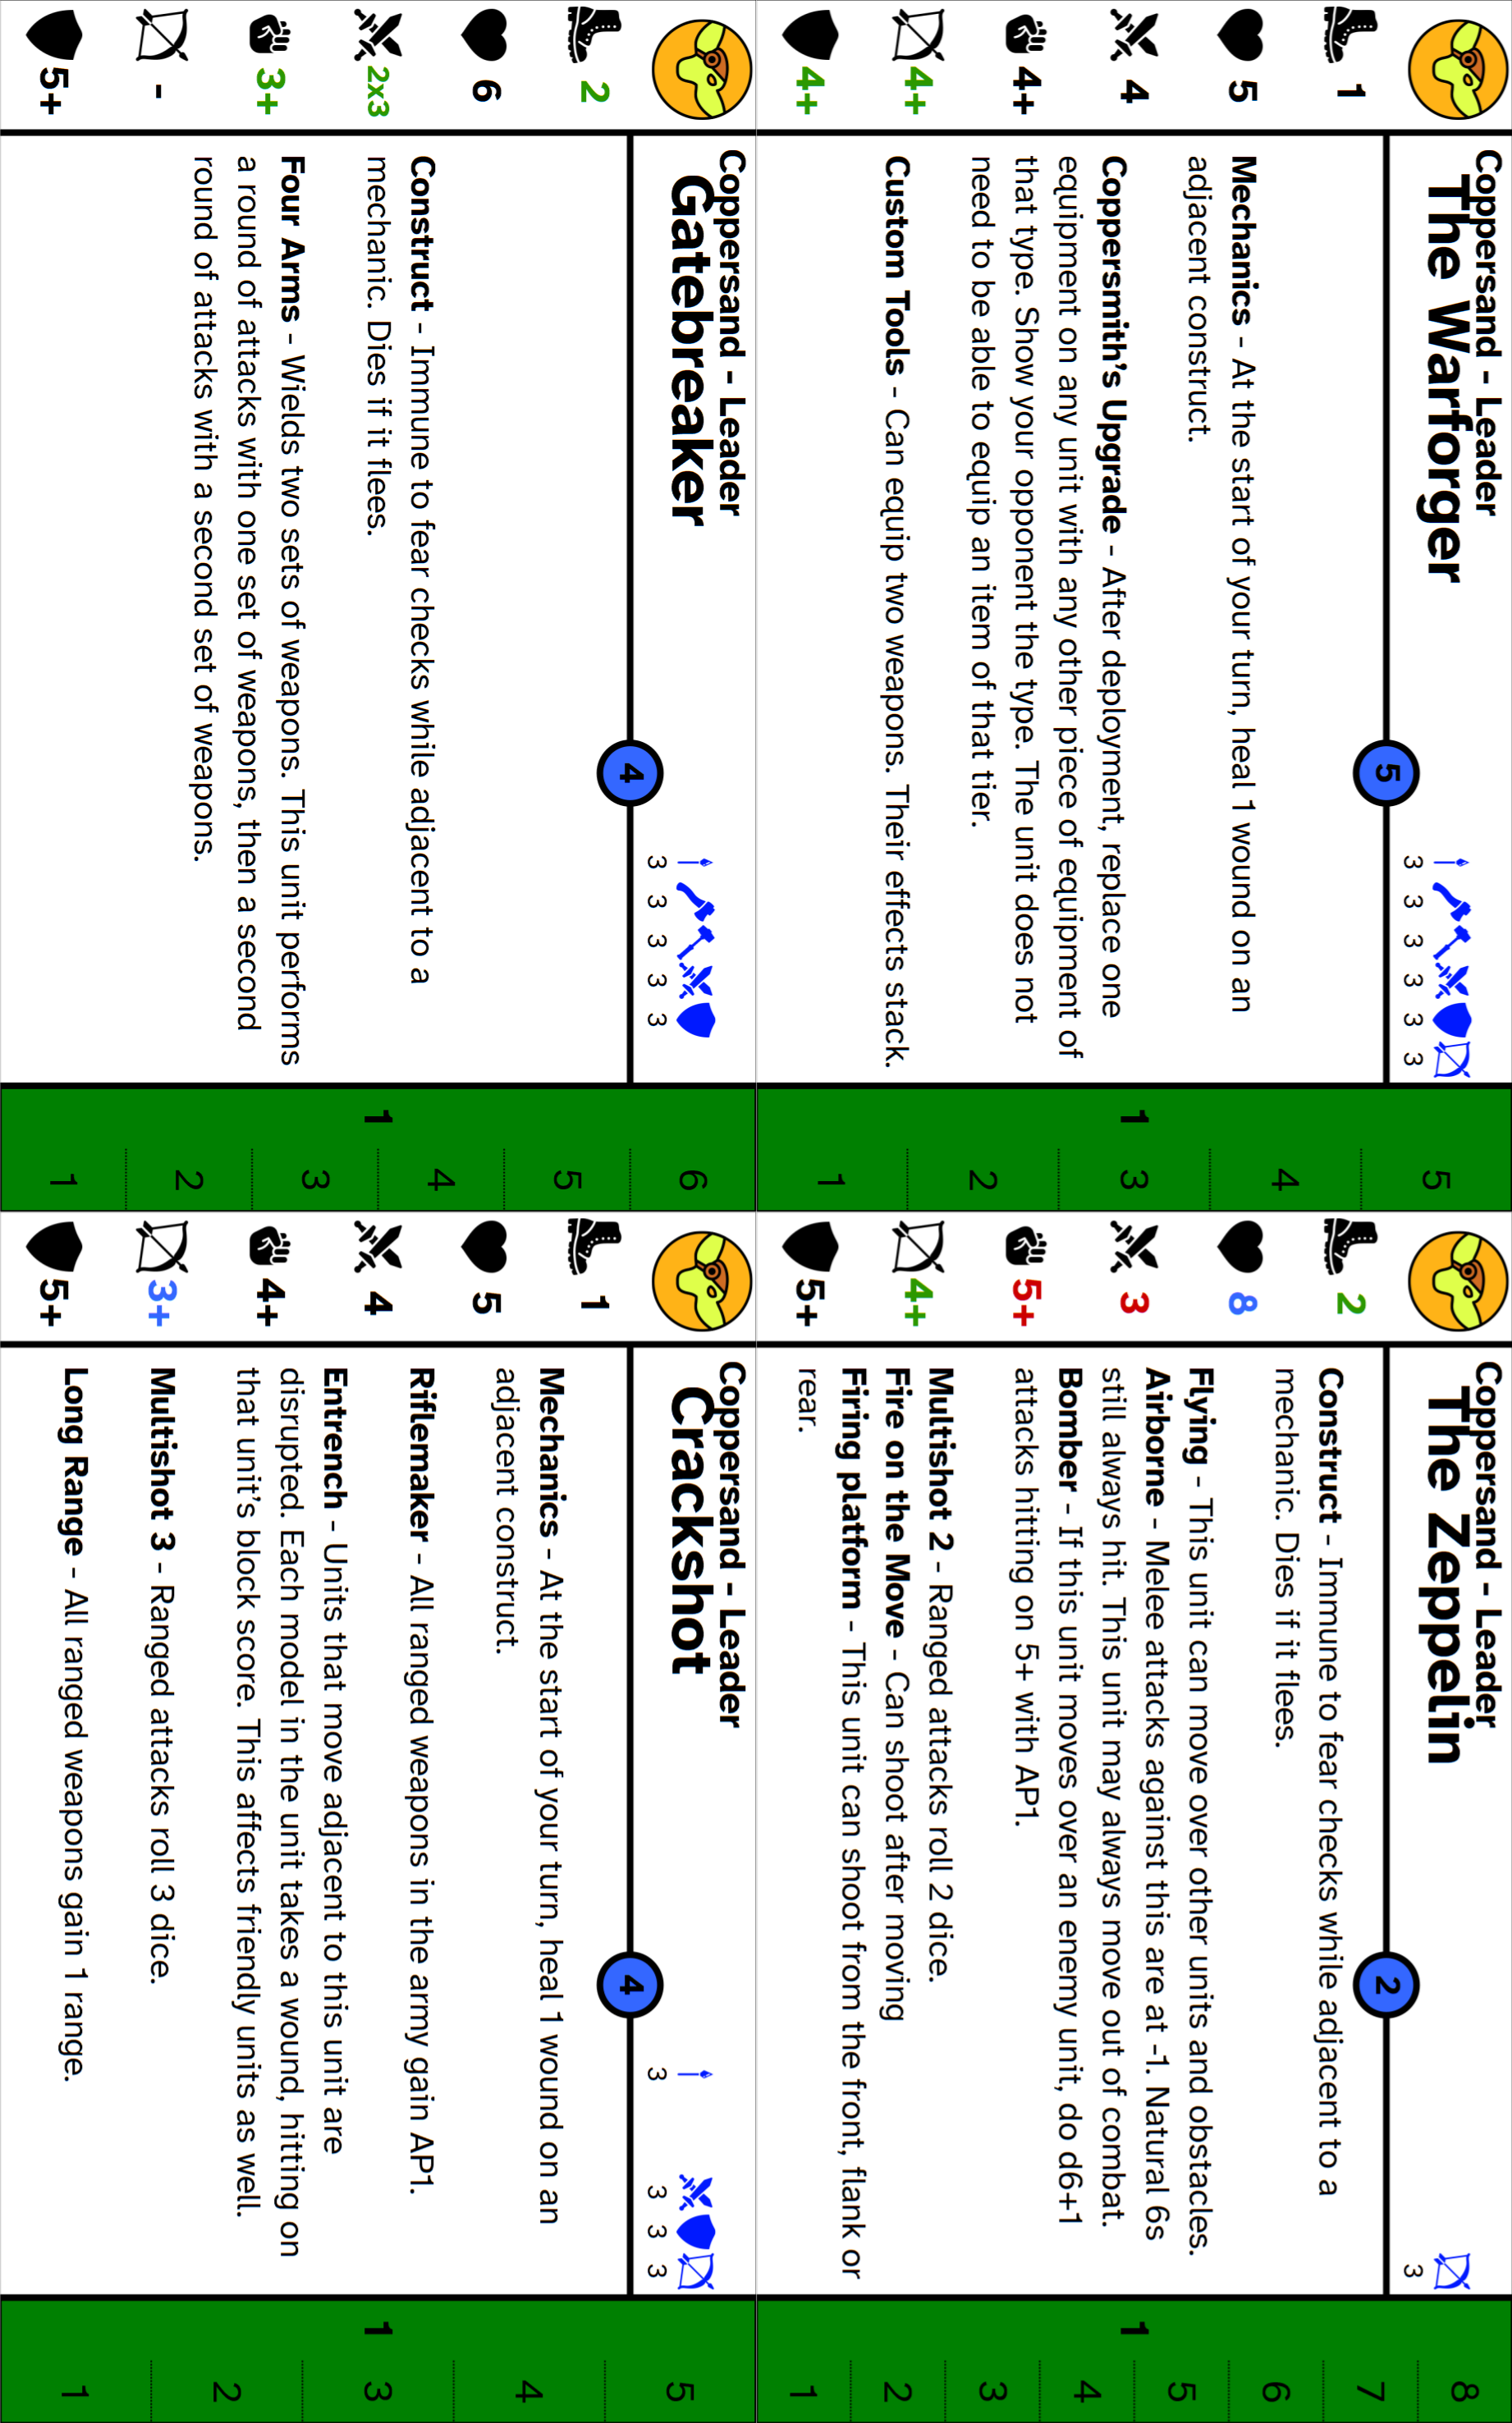 Coppersand - Leader
The Warforger
5
3 3 3 3 3 3
1
5
4
4+
4+
4+
Mechanics - At the start of your turn, heal 1 wound on an
adjacent construct.
Coppersmith's Upgrade - After deployment, replace one
equipment on any unit with any other piece of equipment of
that type. Show your opponent the type. The unit does not
need to be able to equip an item of that tier.
Custom Tools - Can equip two weapons. Their effects stack.
1
5
4
3
2
1
Coppersand - Leader
The Zeppelin
2
3
2
8
3
5+
4+
5+
Construct - Immune to fear checks while adjacent to a
mechanic. Dies if it flees.
Flying - This unit can move over other units and obstacles.
Airborne - Melee attacks against this are at -1. Natural 6s
still always hit. This unit may always move out of combat.
Bomber - If this unit moves over an enemy unit, do d6+1
attacks hitting on 5+ with AP1.
Multishot 2 - Ranged attacks roll 2 dice.
Fire on the Move - Can shoot after moving
Firing platform - This unit can shoot from the front, flank or
rear.
1
8
7
6
5
4
3
2
1
Coppersand - Leader
Gatebreaker
4
3 3 3 3 3
2
6
2x3
3+
-
5+
Construct - Immune to fear checks while adjacent to a
mechanic. Dies if it flees.
Four Arms - Wields two sets of weapons. This unit performs
a round of attacks with one set of weapons, then a second
round of attacks with a second set of weapons.
1
6
5
4
3
2
1
Coppersand - Leader
Crackshot
4
3 3 3 3
1
5
4
4+
3+
5+
Mechanics - At the start of your turn, heal 1 wound on an
adjacent construct.
Riflemaker - All ranged weapons in the army gain AP1.
Entrench - Units that move adjacent to this unit are
disrupted. Each model in the unit takes a wound, hitting on
that unit's block score. This affects friendly units as well.
Multishot 3 - Ranged attacks roll 3 dice.
Long Range - All ranged weapons gain 1 range.
1
5
4
3
2
1